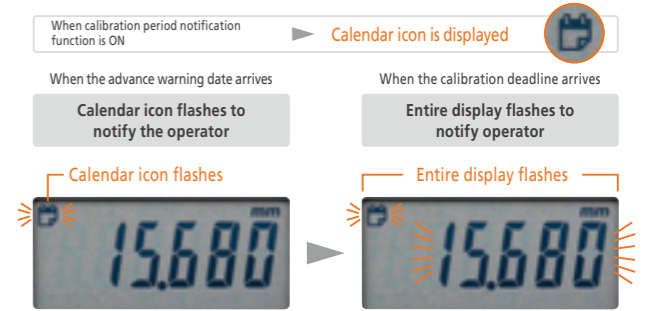 When calibration period notification
function is ON
Calendar icon is displayed
When the advance warning date arrives
Calendar icon flashes to
notify the operator
Calendar icon flashes
mm
15.680
When the calibration deadline arrives
Entire display flashes to
notify operator
Entire display flashes
mm
15.680